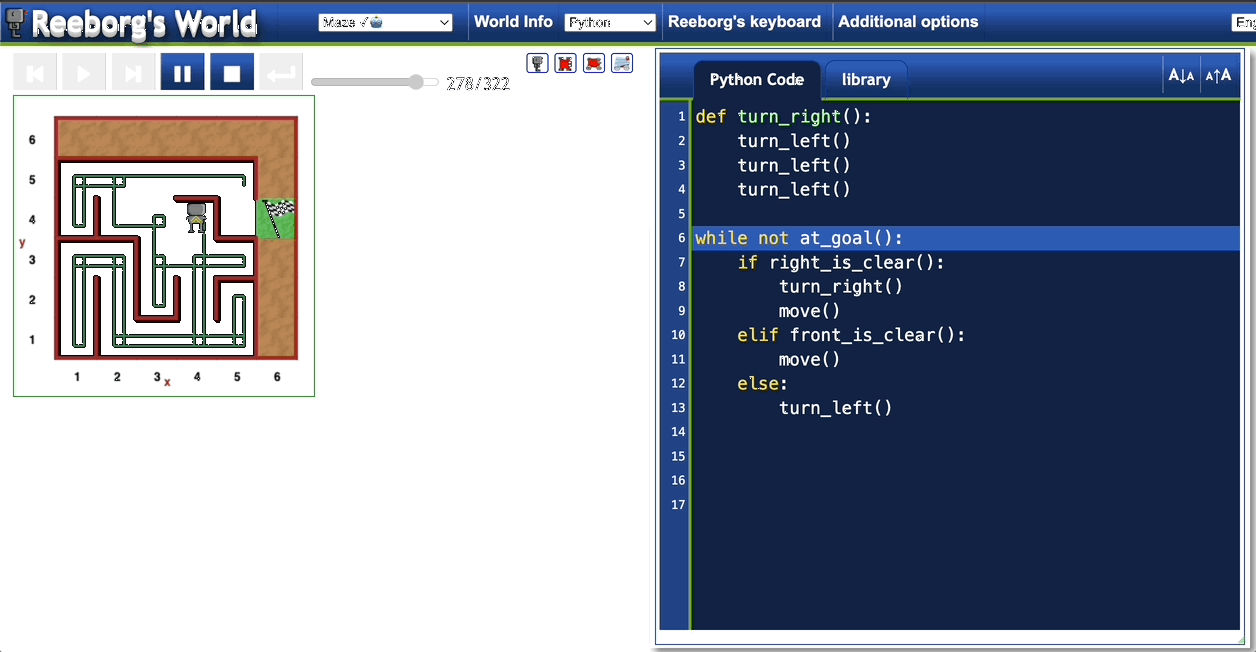 Reeborg's World
Maze ✓
World Info
Python
Reeborg's keyboard
Additional options
278/322
Python Code
library
A↓A
A↑A
1 def turn_right():
2     turn_left()
3     turn_left()
4     turn_left()
5
6 while not at_goal():
7     if right_is_clear():
8         turn_right()
9         move()
10     elif front_is_clear():
11         move()
12     else:
13         turn_left()
14
15
16
17
6
5
4
y
3
2
1
1 2 3 x 4 5 6